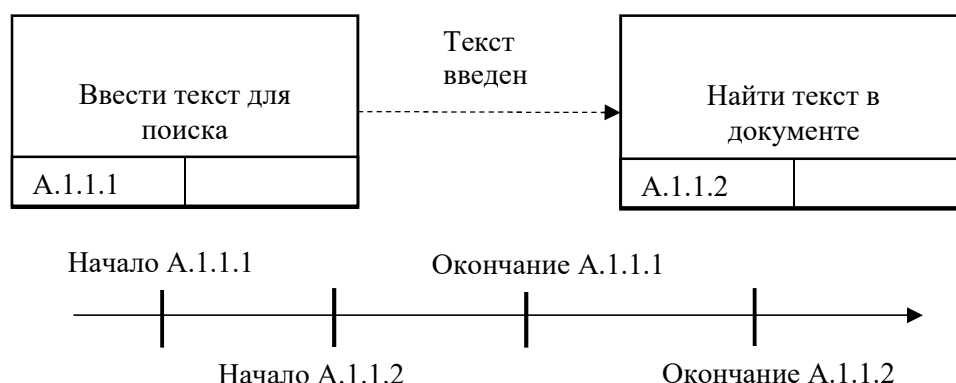 Текст
введен
Ввести текст для
поиска
Найти текст в
документе
А.1.1.1
А.1.1.2
Начало А.1.1.1
Окончание А.1.1.1
Начало А.1.1.2
Окончание А.1.1.2